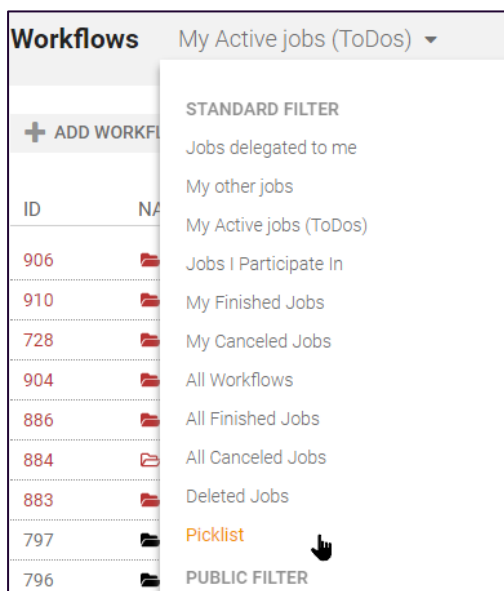 Workflows My Active jobs (ToDos)
STANDARD FILTER
ADD WORKFL
Jobs delegated to me
My other jobs
ID NA
My Active jobs (ToDos)
906
Jobs I Participate In
910
My Finished Jobs
728
My Canceled Jobs
904
All Workflows
886
All Finished Jobs
884
All Canceled Jobs
883
Deleted Jobs
797
Picklist
796
PUBLIC FILTER